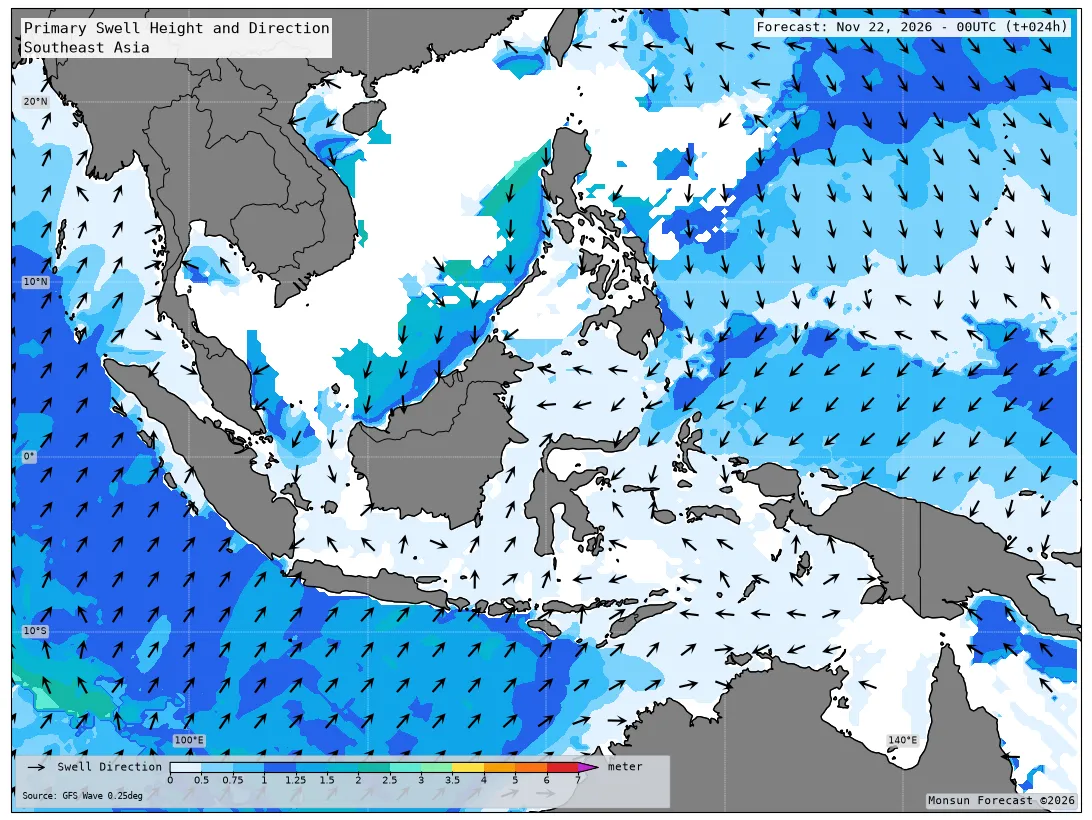 Primary Swell Height and Direction
Southeast Asia
Forecast: Nov 22, 2026 - 00UTC (t+024h)
20°N
10°N
0°
10°S
100°E
140°E
Swell Direction
0 0.5 0.75 1 1.25 1.5 2 2.5 3 3.5 4 5 6 7
meter
Source: GFS Wave 0.25deg
Monsun Forecast ©2026